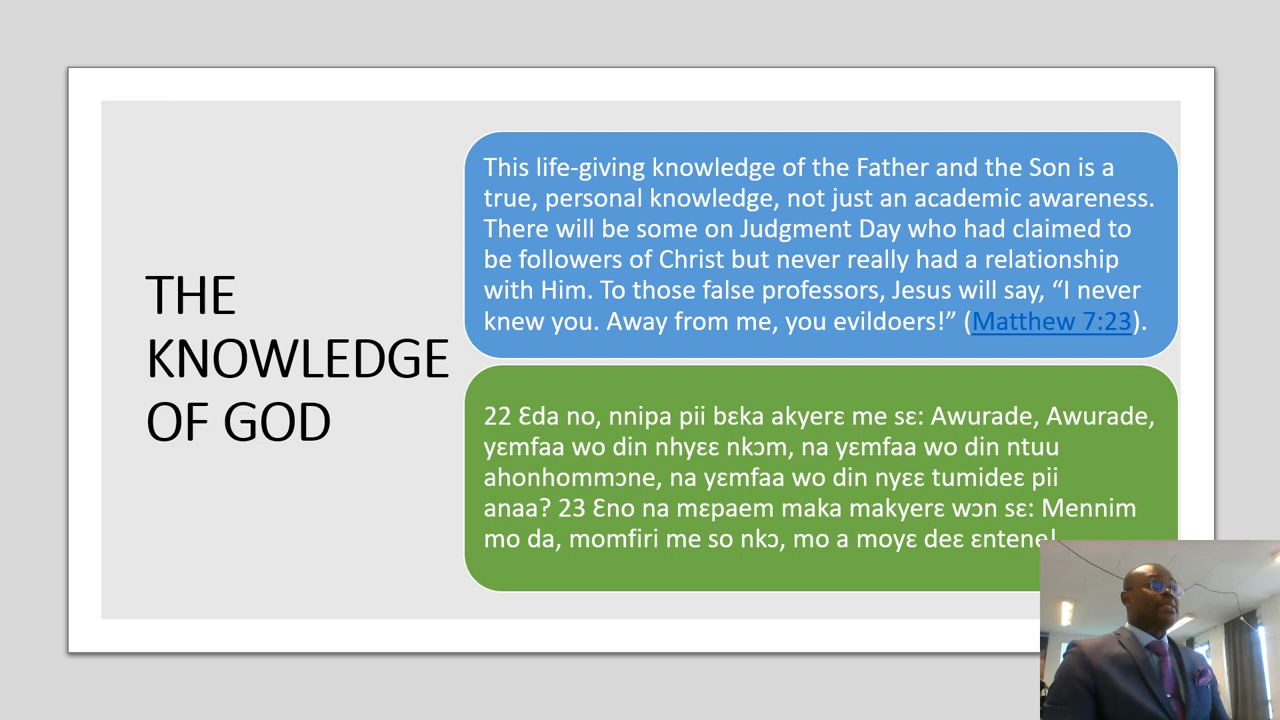 THE
KNOWLEDGE
OF GOD
This life-giving knowledge of the Father and the Son is a
true, personal knowledge, not just an academic awareness.
There will be some on Judgment Day who had claimed to
be followers of Christ but never really had a relationship
with Him. To those false professors, Jesus will say, “I never
knew you. Away from me, you evildoers!” (Matthew 7:23).
22 Ɛda no, nnipa pii bɛka akyerɛ me sɛ: Awurade, Awurade,
yɛmfaa wo din nhyɛɛ nkɔm, na yɛmfaa wo din ntuu
ahonhommɔne, na yɛmfaa wo din nyɛɛ tumideɛ pii
anaa? 23 Ɛno na mɛpaem maka makyerɛ wɔn sɛ: Mennim
mo da, momfiri me so nkɔ, mo a moyɛ deɛ ɛntene!